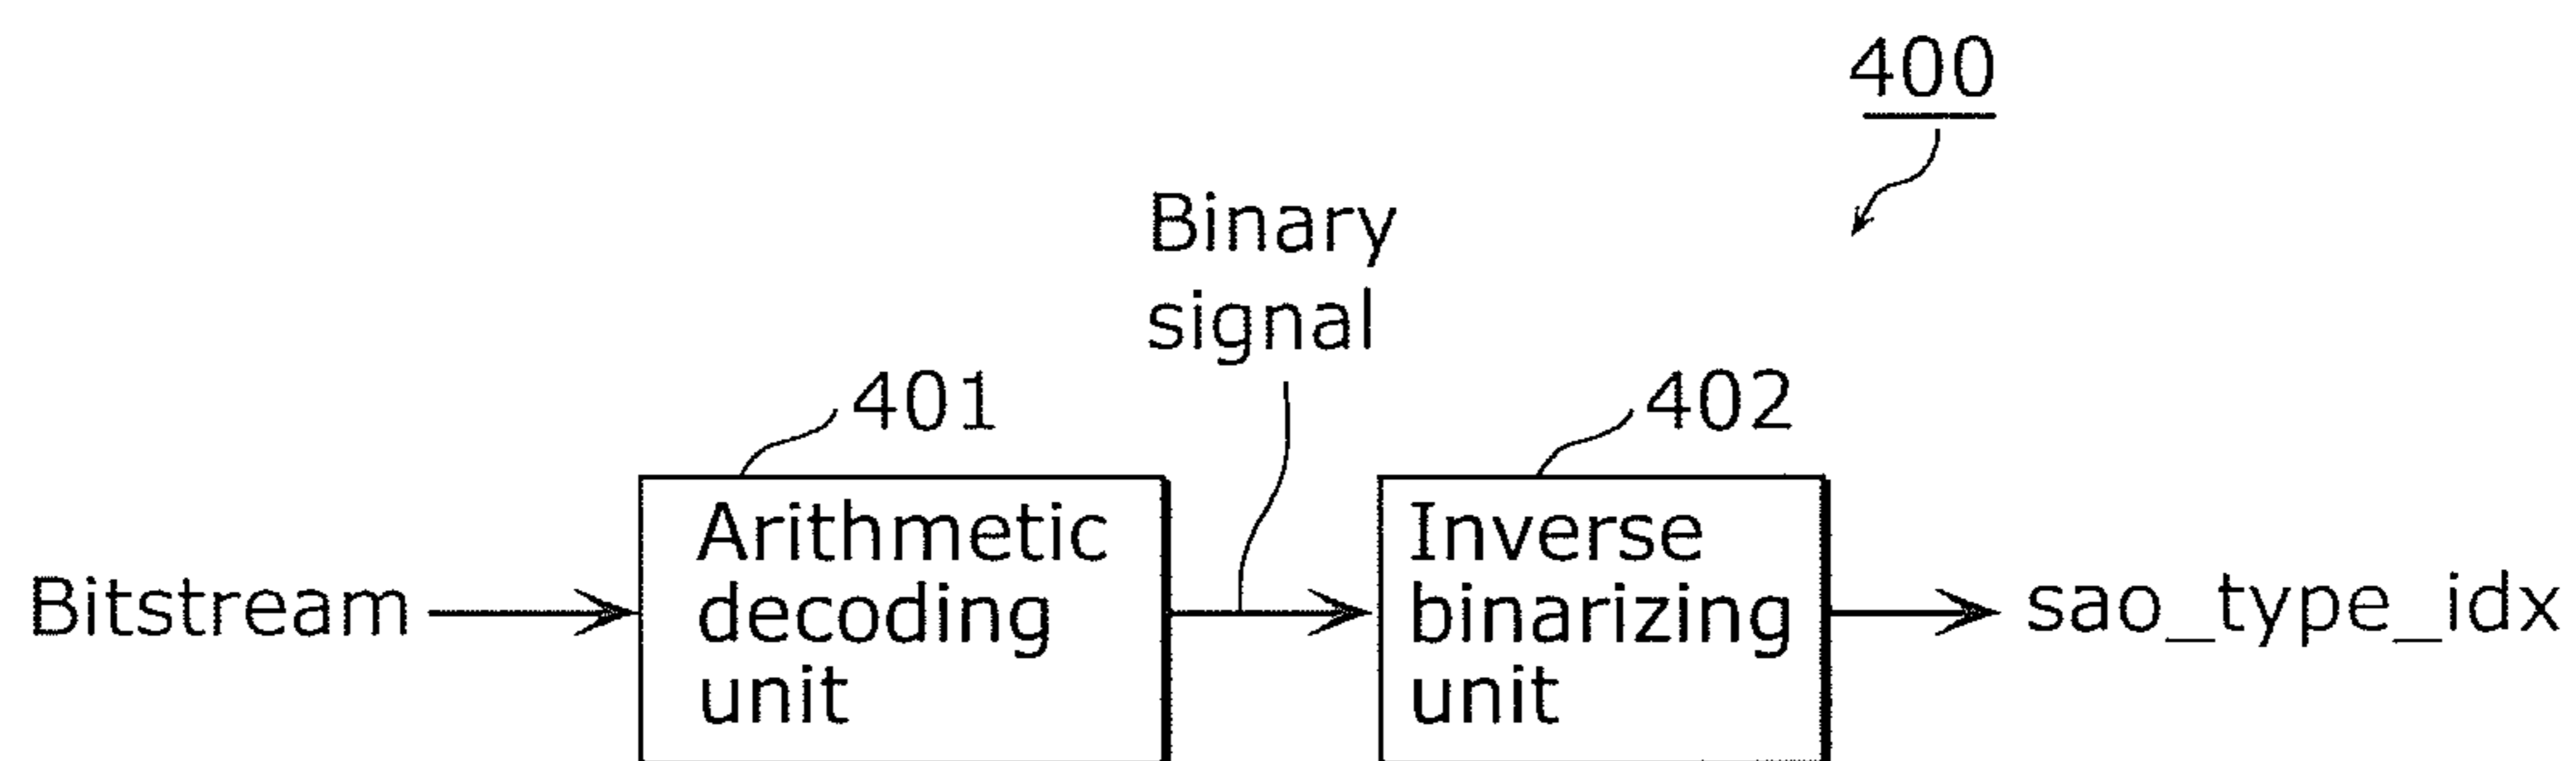 400
Binary
signal
401
402
Bitstream
Arithmetic
decoding
unit
Inverse
binarizing
unit
sao_type_idx